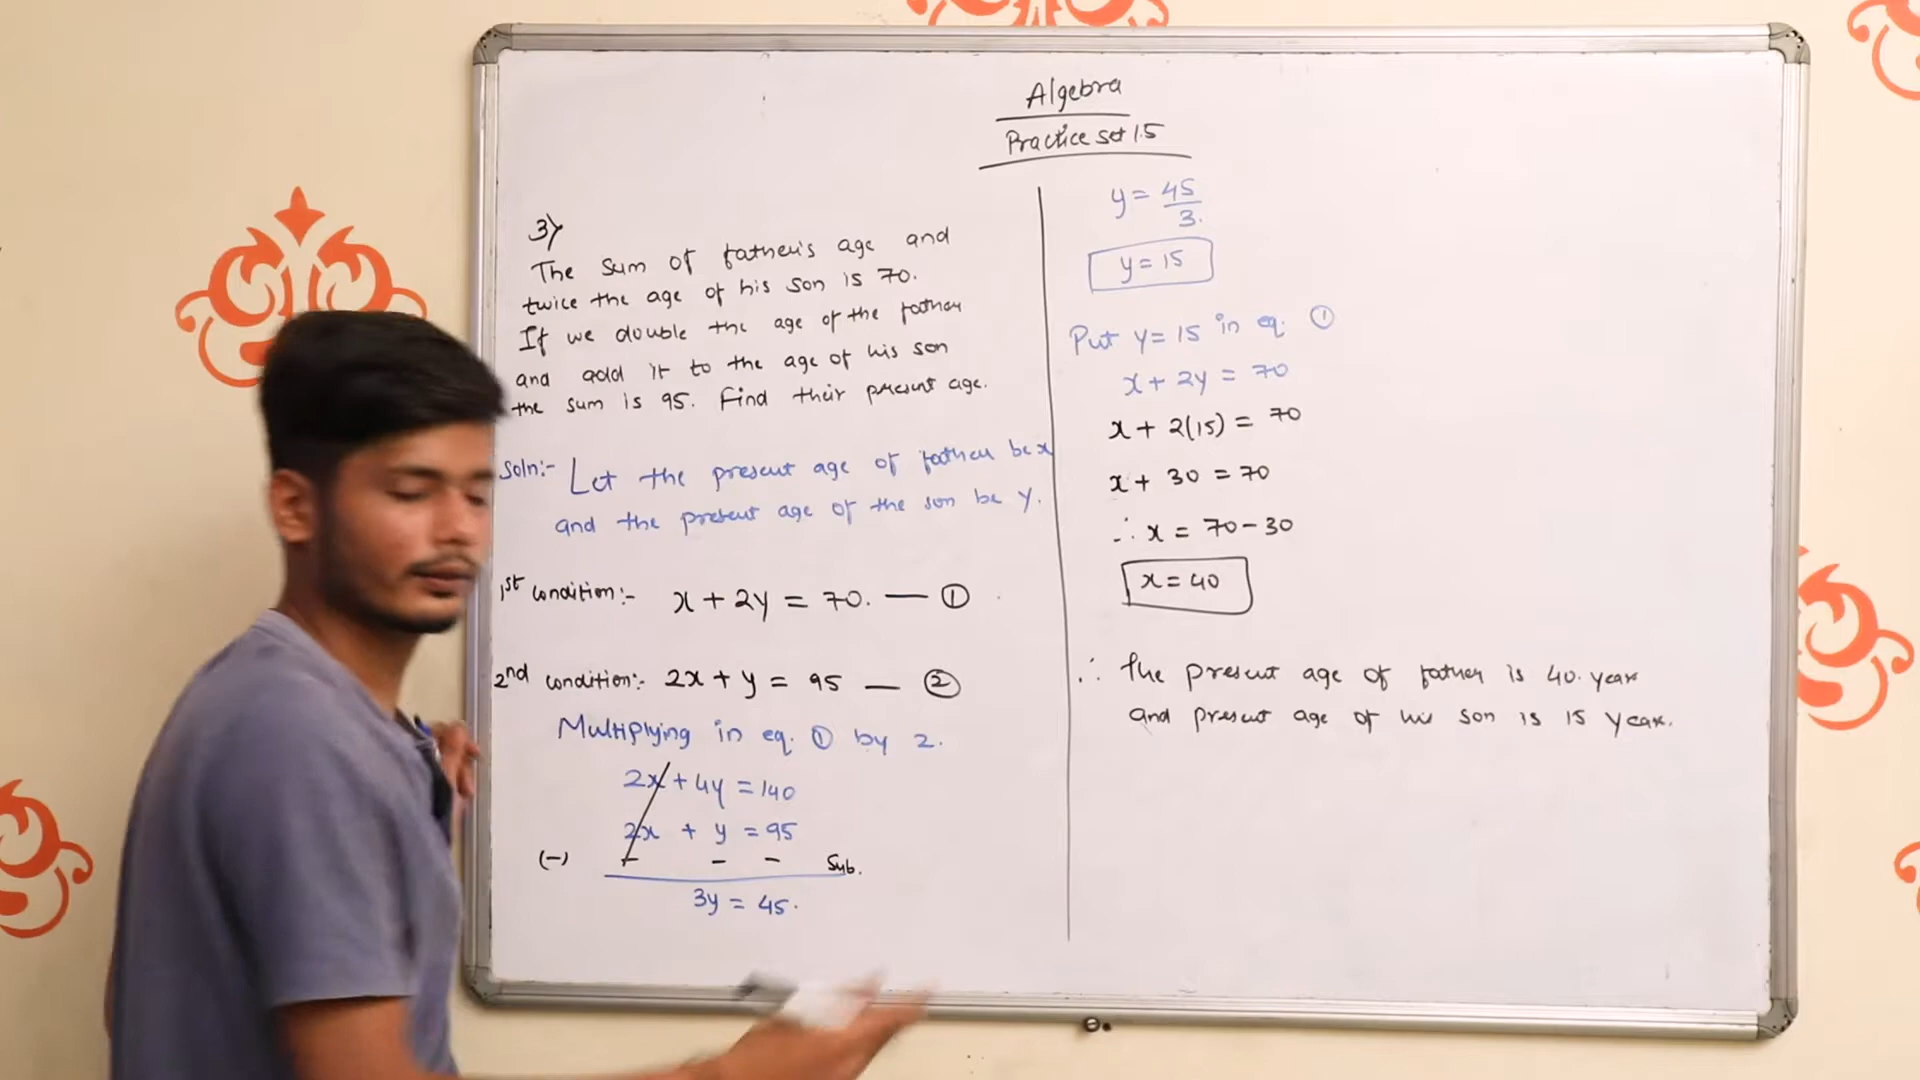 Algebra
Practice set 1.5
3)
The sum of father's age and
twice the age of his son is 70.
If we double the age of the father
and add it to the age of his son
the sum is 95. Find their present age.
Soln:- Let the present age of father be x
and the present age of the son be y.
1st condition:- x + 2y = 70. — ①
2nd condition:- 2x + y = 95 — ②
Multiplying in eq. ① by 2.
2x + 4y = 140
2x + y = 95
(-) - - - Sub.
3y = 45.
y = 45/3.
y = 15
Put y = 15 in eq. ①
x + 2y = 70
x + 2(15) = 70
x + 30 = 70
∴ x = 70 - 30
x = 40
∴ The present age of father is 40. year
and present age of his son is 15 year.